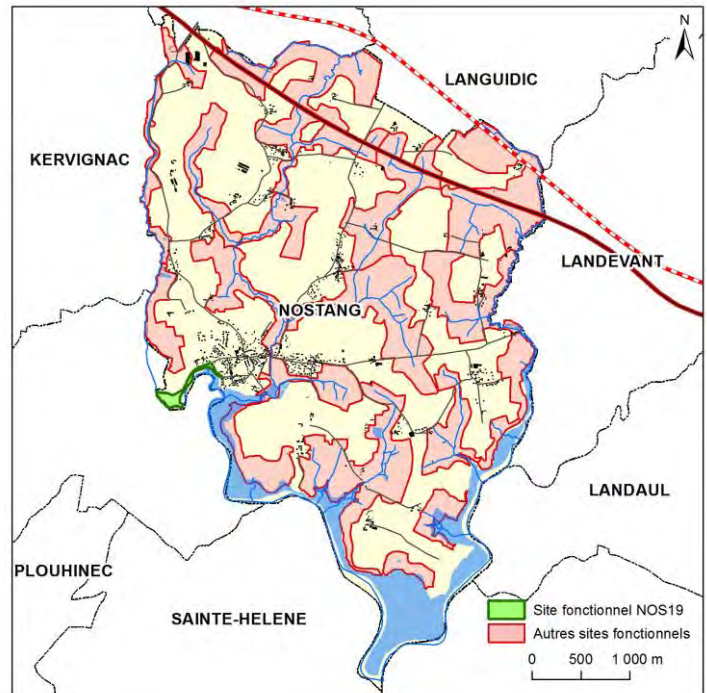 N
LANGUIDIC
KERVIGNAC
LANDEVANT
NOSTANG
LANDAUL
PLOUHINEC
SAINTE-HELENE
Site fonctionnel NOS19
Autres sites fonctionnels
0 500 1 000 m